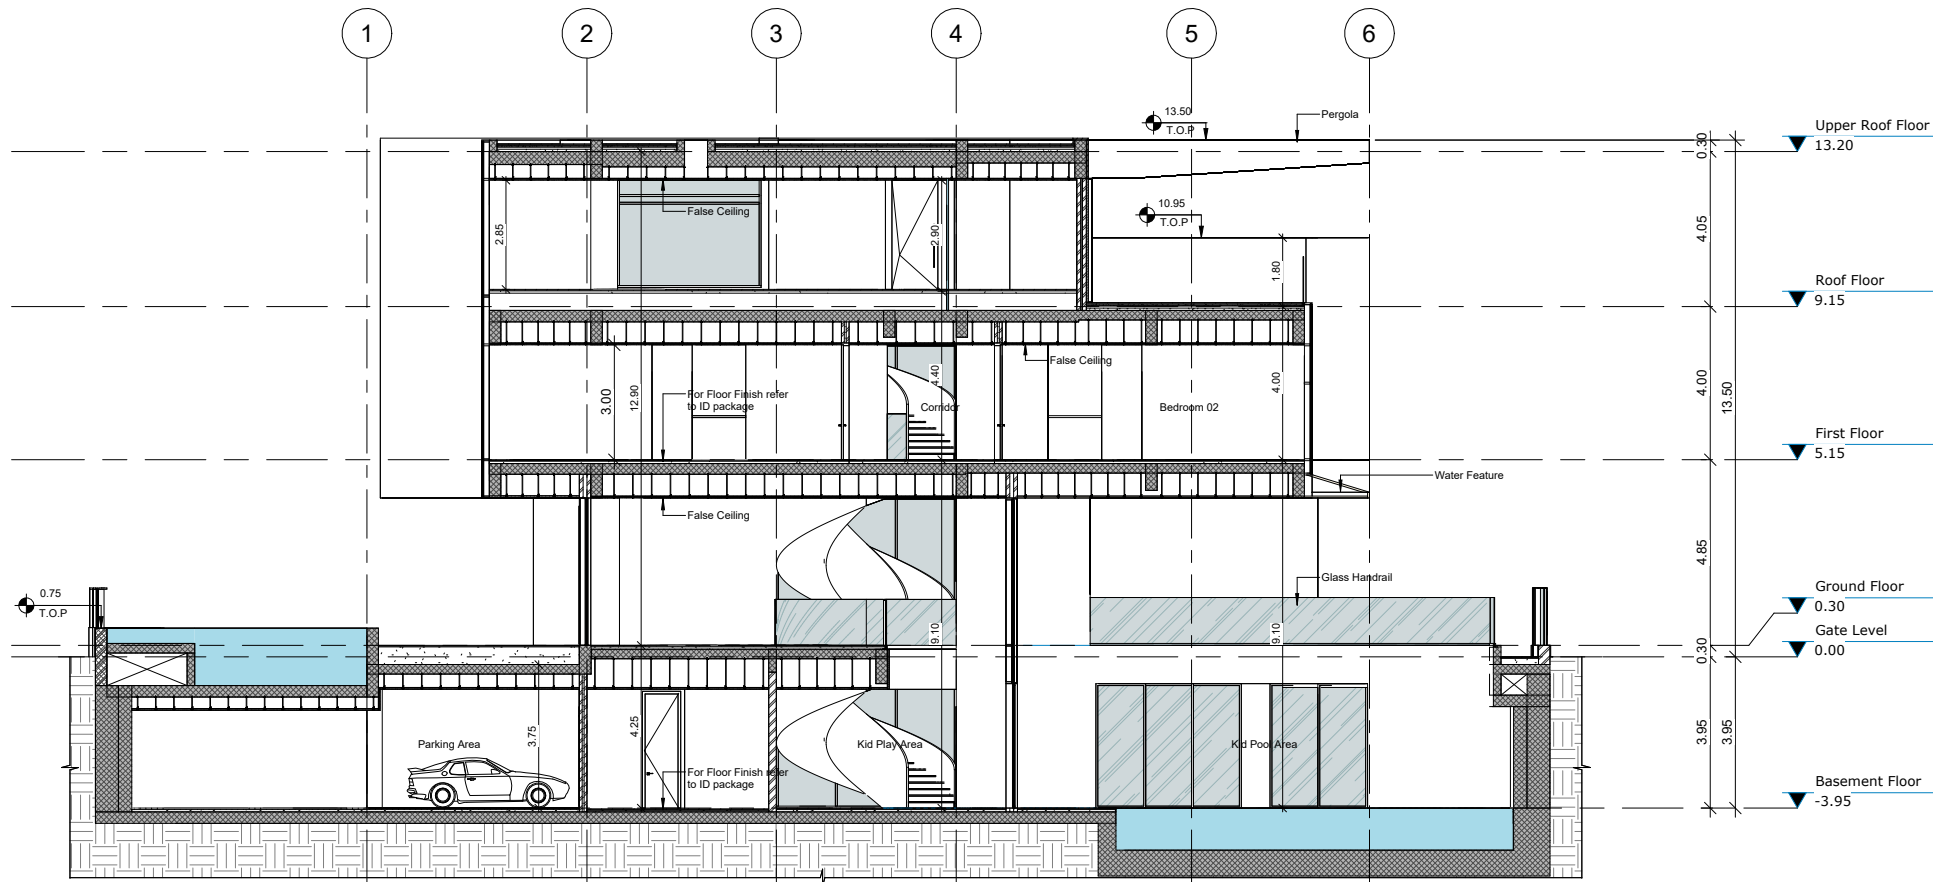 1
2
3
4
5
6
13.50
T.O.P
Pergola
Upper Roof Floor
13.20
0.30
False Ceiling
2.85
2.90
10.95
T.O.P
1.80
4.05
Roof Floor
9.15
False Ceiling
3.00
12.90
For Floor Finish refer
to ID package
4.40
Corridor
Bedroom 02
4.00
4.00
13.50
First Floor
5.15
Water Feature
False Ceiling
4.85
Glass Handrail
0.75
T.O.P
9.10
9.10
Ground Floor
0.30
Gate Level
0.00
0.30
Parking Area
3.75
4.25
Kid Play Area
Kid Pool Area
For Floor Finish refer
to ID package
3.95
3.95
Basement Floor
-3.95